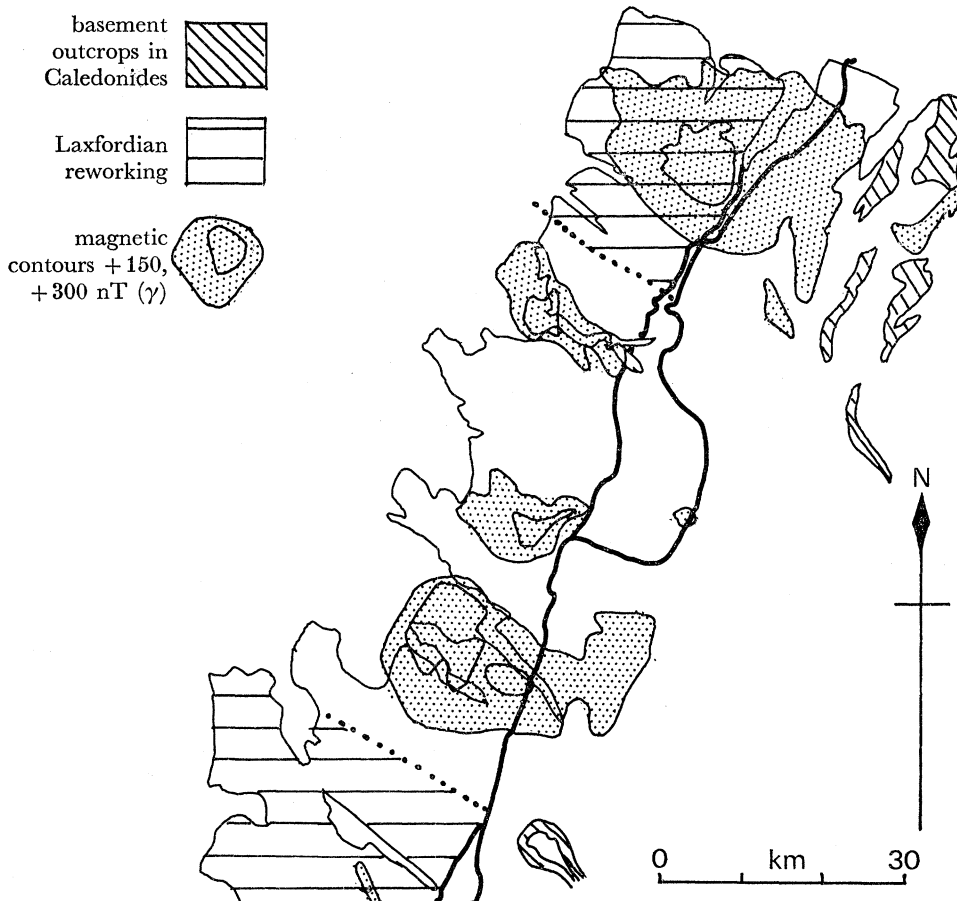 basement
outcrops in
Caledonides
Laxfordian
reworking
magnetic
contours +150,
+300 nT (γ)
N
0 km 30